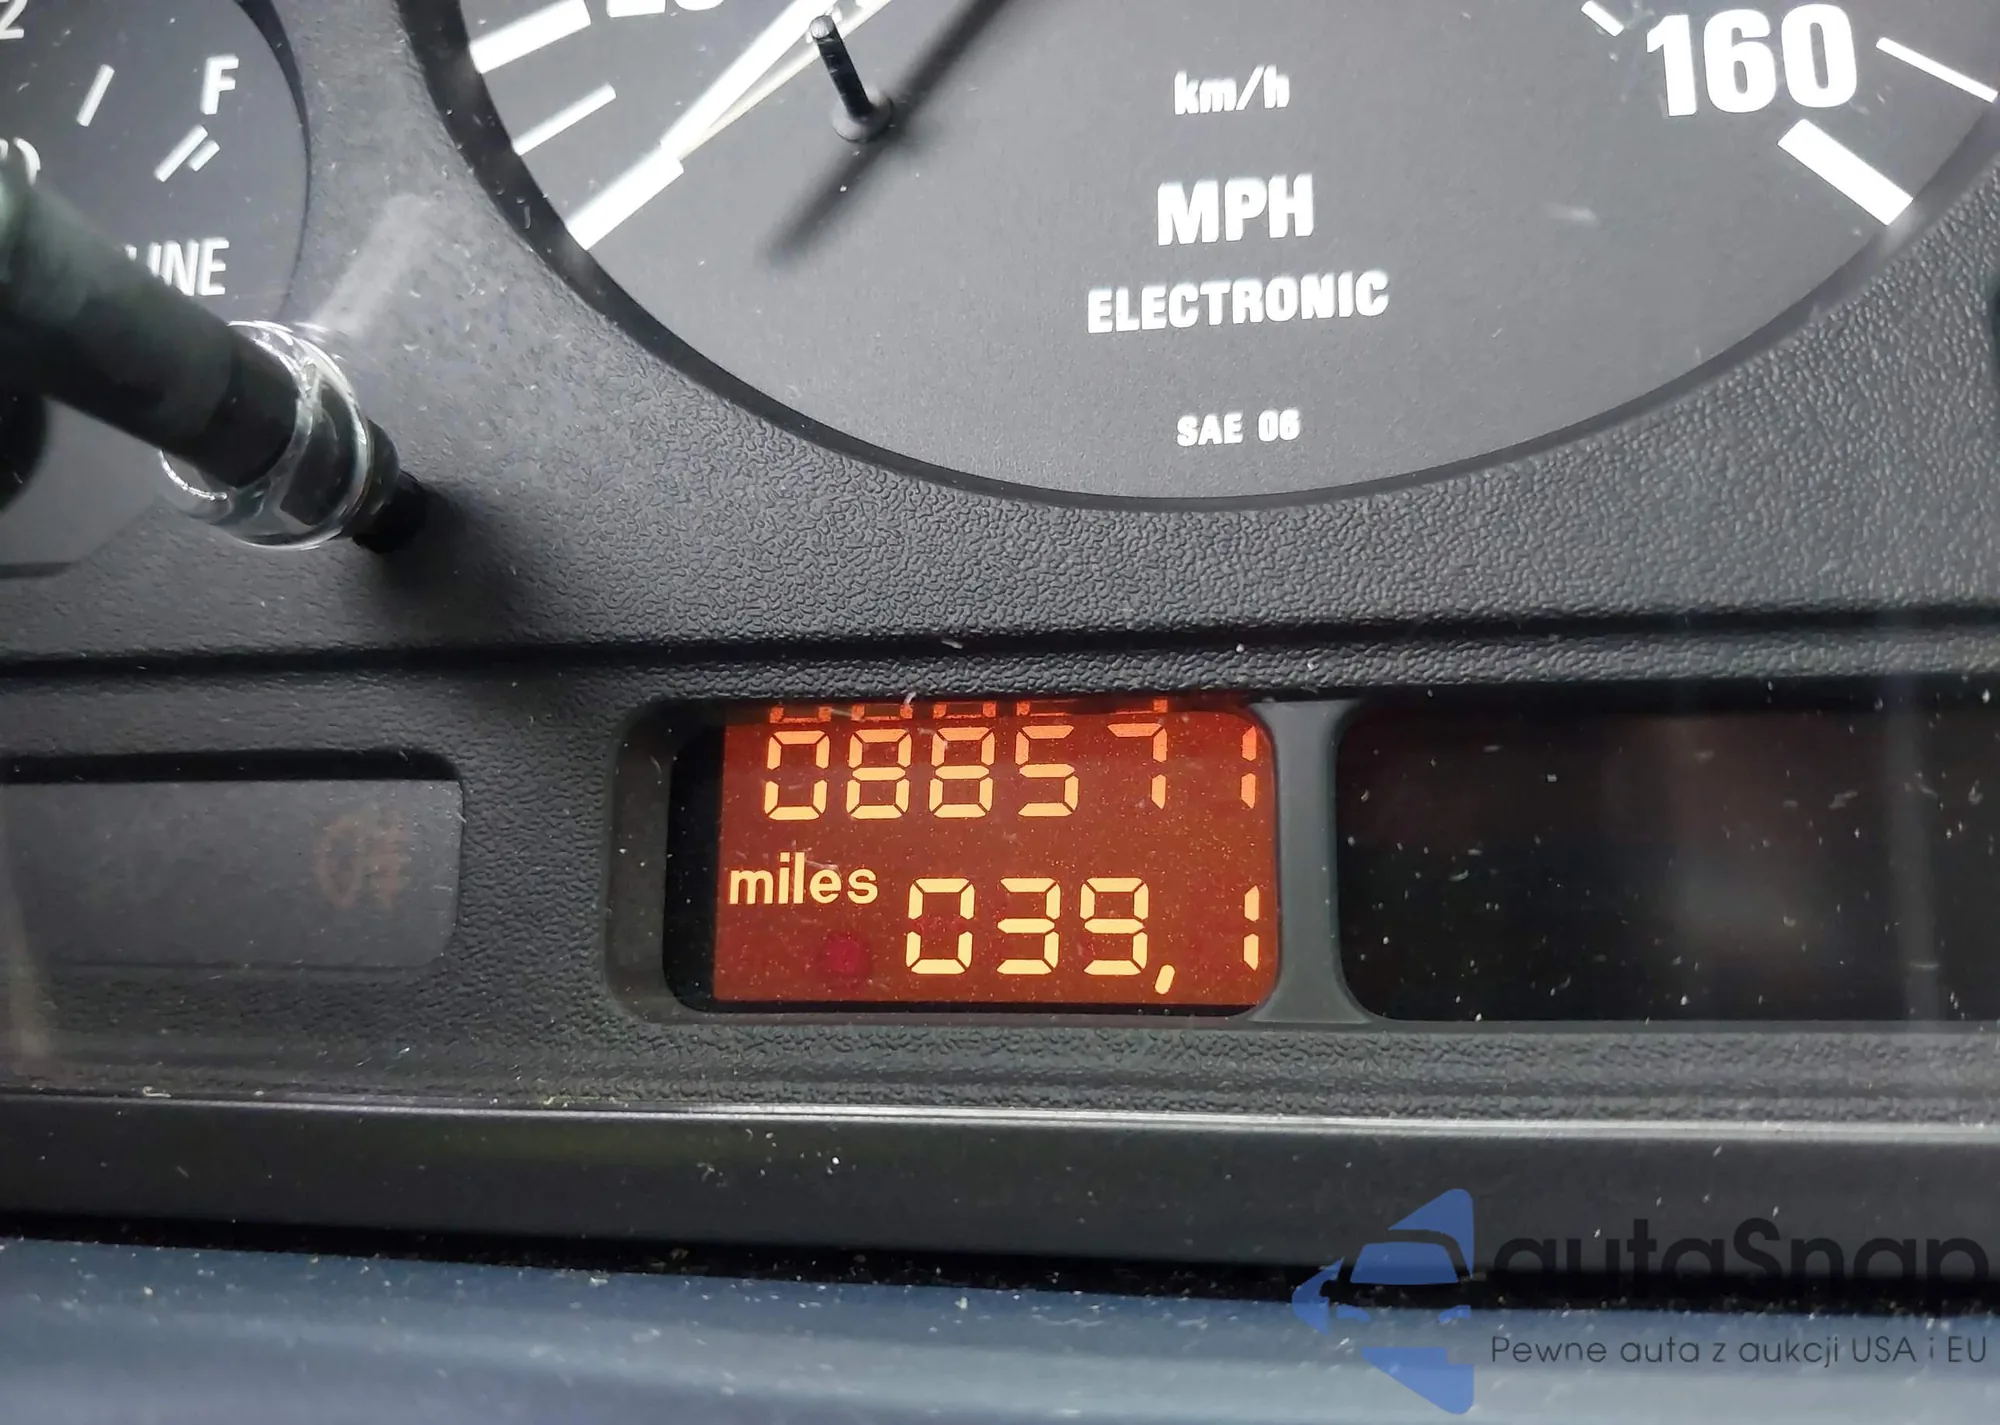 F
160
km/h
MPH
ELECTRONIC
SAE 06
088571
miles 039,1
autaSnap
Pewne auta z aukcji USA i EU